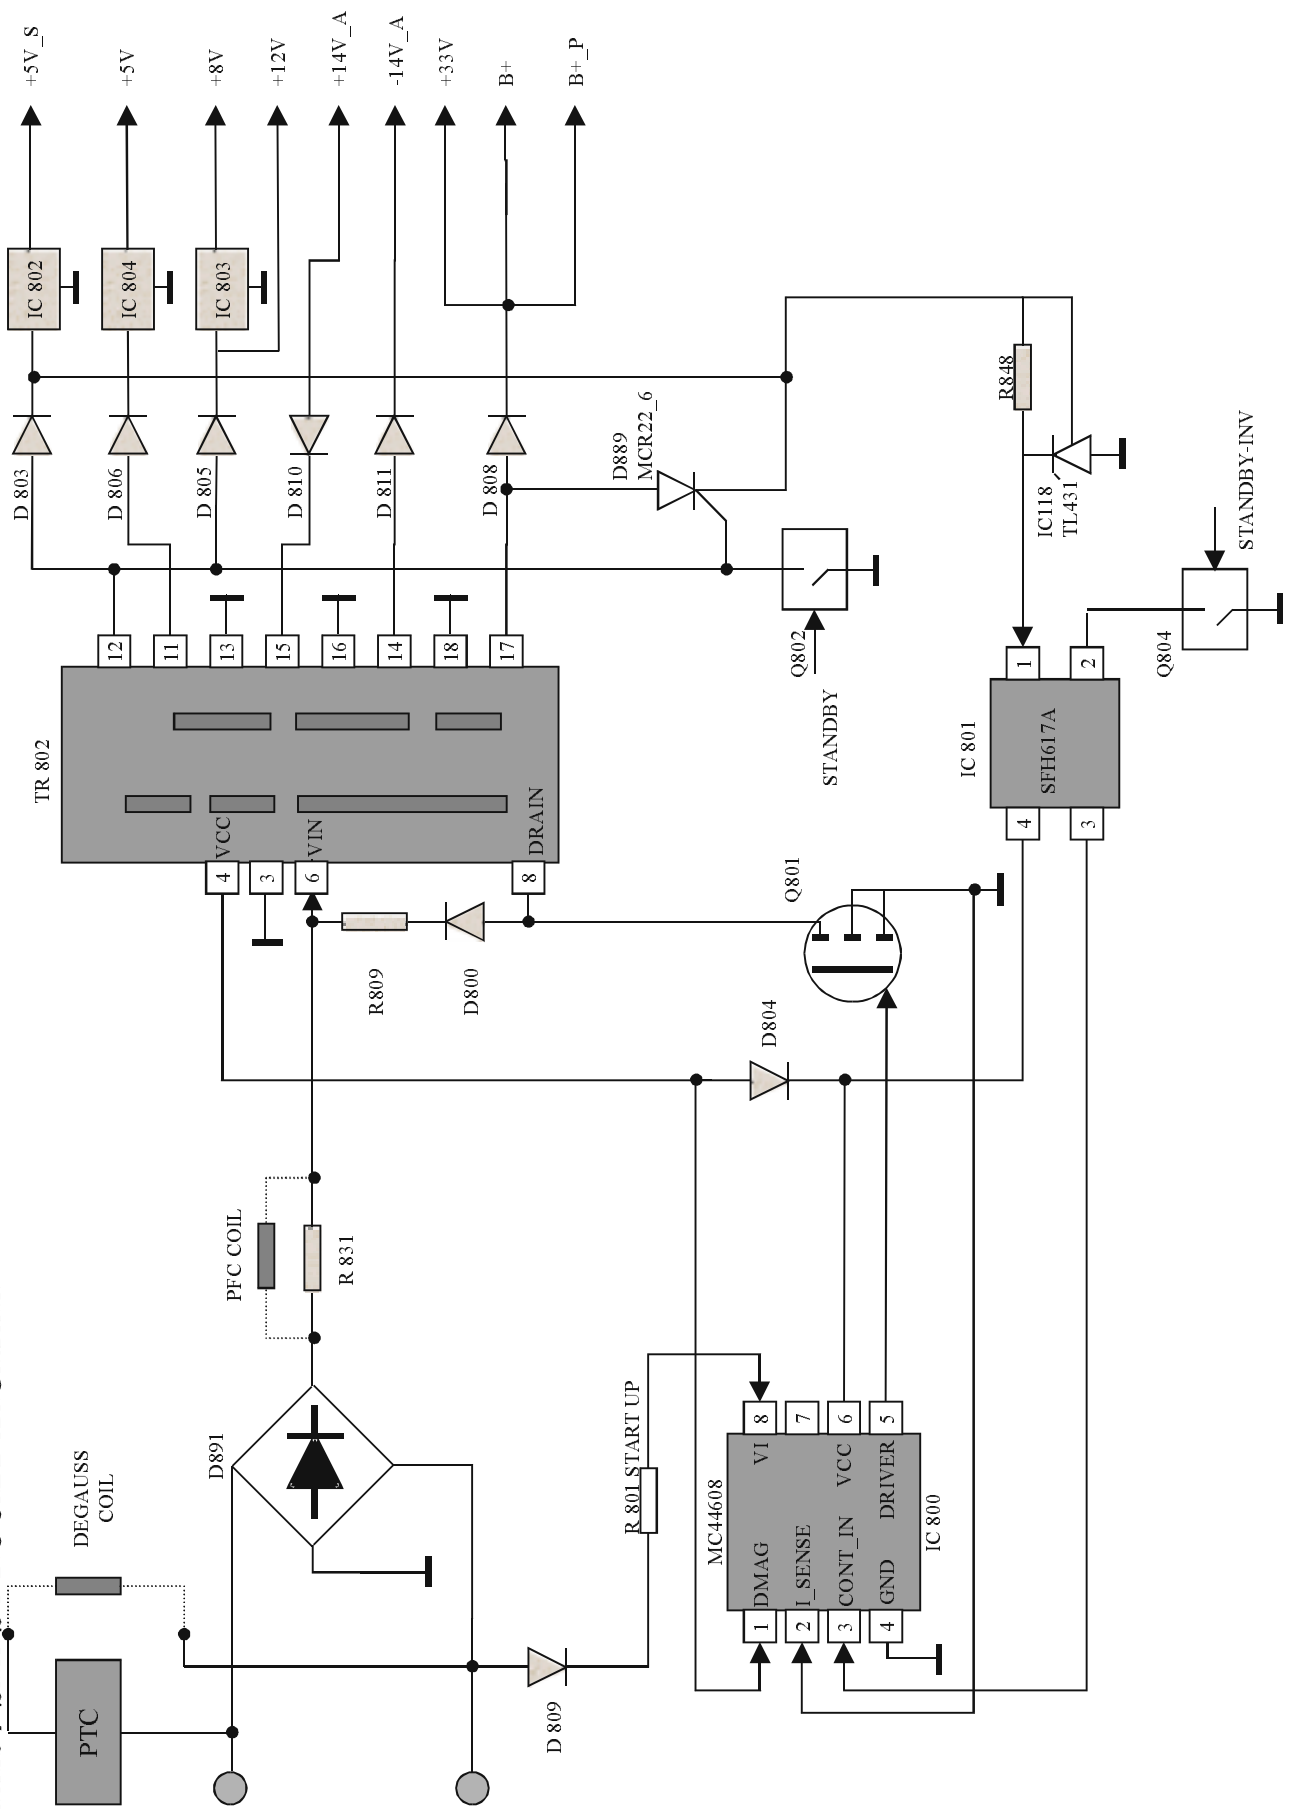 +5V_S
+5V
+8V
+12V
+14V_A
-14V_A
+33V
B+
B+_P
IC 802
IC 804
IC 803
D 803
D 806
D 805
D 810
D 811
D 808
D889
MCR22_6
R848
IC118
TL431
STANDBY-INV
Q804
Q802
STANDBY
12
11
13
15
16
14
18
17
TR 802
VCC
VIN
DRAIN
4
3
6
8
IC 801
SFH617A
1
2
4
3
Q801
R809
D800
D804
PFC COIL
R 831
D891
DEGAUSS
COIL
PTC
D 809
R 801 START UP
MC44608
IC 800
8
7
6
5
VI
VCC
DRIVER
DMAG
I_SENSE
CONT_IN
GND
1
2
3
4